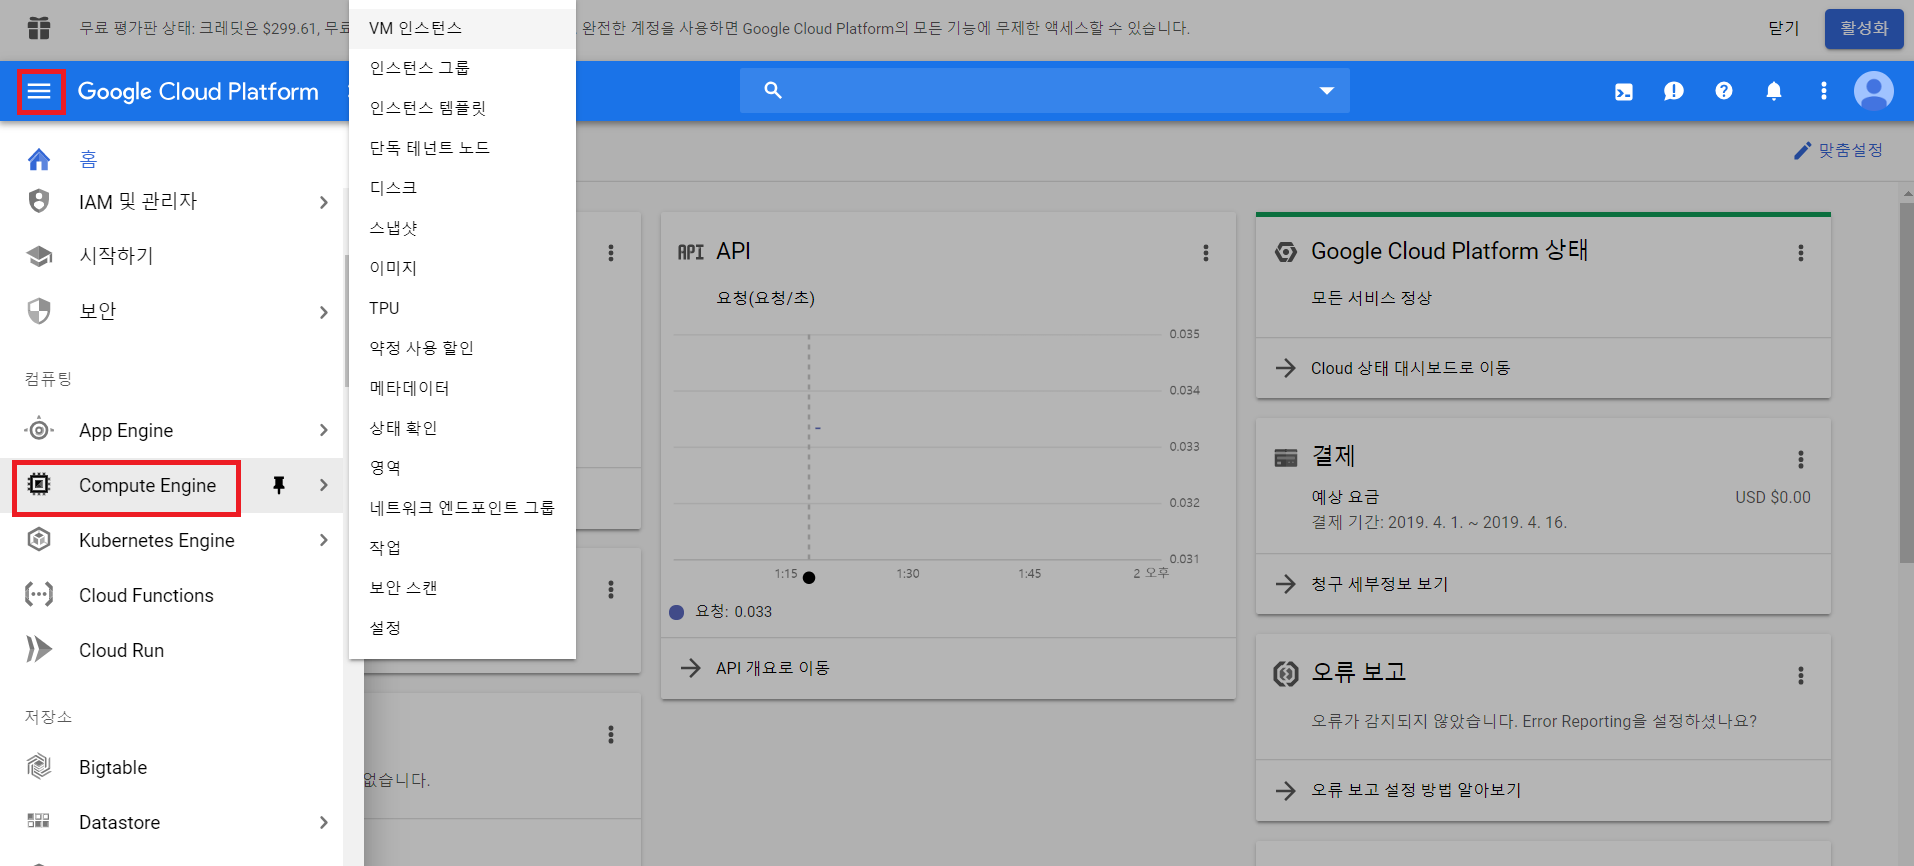 무료 평가판 상태: 크레딧은 $299.61, 무료
완전한 계정을 사용하면 Google Cloud Platform의 모든 기능에 무제한 액세스할 수 있습니다.
닫기
활성화
Google Cloud Platform
홈
IAM 및 관리자
시작하기
보안
컴퓨팅
App Engine
Compute Engine
Kubernetes Engine
Cloud Functions
Cloud Run
저장소
Bigtable
Datastore
VM 인스턴스
인스턴스 그룹
인스턴스 템플릿
단독 테넌트 노드
디스크
스냅샷
이미지
TPU
약정 사용 할인
메타데이터
상태 확인
영역
네트워크 엔드포인트 그룹
작업
보안 스캔
설정
없습니다.
맞춤설정
API API
요청(요청/초)
0.035
0.034
0.033
0.032
0.031
1:15
1:30
1:45
2 오후
요청: 0.033
API 개요로 이동
Google Cloud Platform 상태
모든 서비스 정상
Cloud 상태 대시보드로 이동
결제
예상 요금
USD $0.00
결제 기간: 2019. 4. 1. ~ 2019. 4. 16.
청구 세부정보 보기
오류 보고
오류가 감지되지 않았습니다. Error Reporting을 설정하셨나요?
오류 보고 설정 방법 알아보기